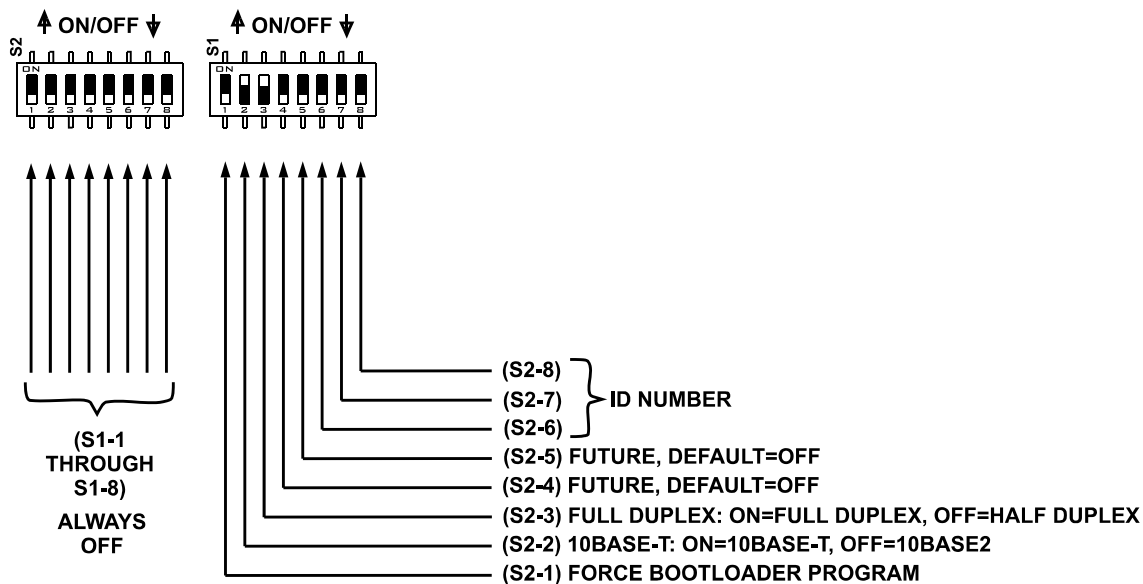 ON/OFF
S2
ON
1 2 3 4 5 6 7 8
ON/OFF
S1
ON
1 2 3 4 5 6 7 8
(S1-1
THROUGH
S1-8)
ALWAYS
OFF
(S2-8)
(S2-7)
(S2-6)
ID NUMBER
(S2-5) FUTURE, DEFAULT=OFF
(S2-4) FUTURE, DEFAULT=OFF
(S2-3) FULL DUPLEX: ON=FULL DUPLEX, OFF=HALF DUPLEX
(S2-2) 10BASE-T: ON=10BASE-T, OFF=10BASE2
(S2-1) FORCE BOOTLOADER PROGRAM